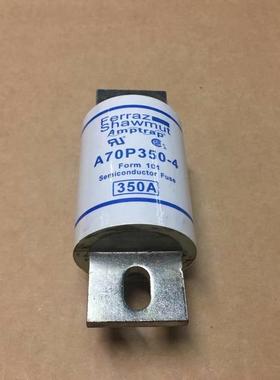 Ferraz
Shawmut
Amptrap
A70P350-4
Form 101
Semiconductor Fuse
350A